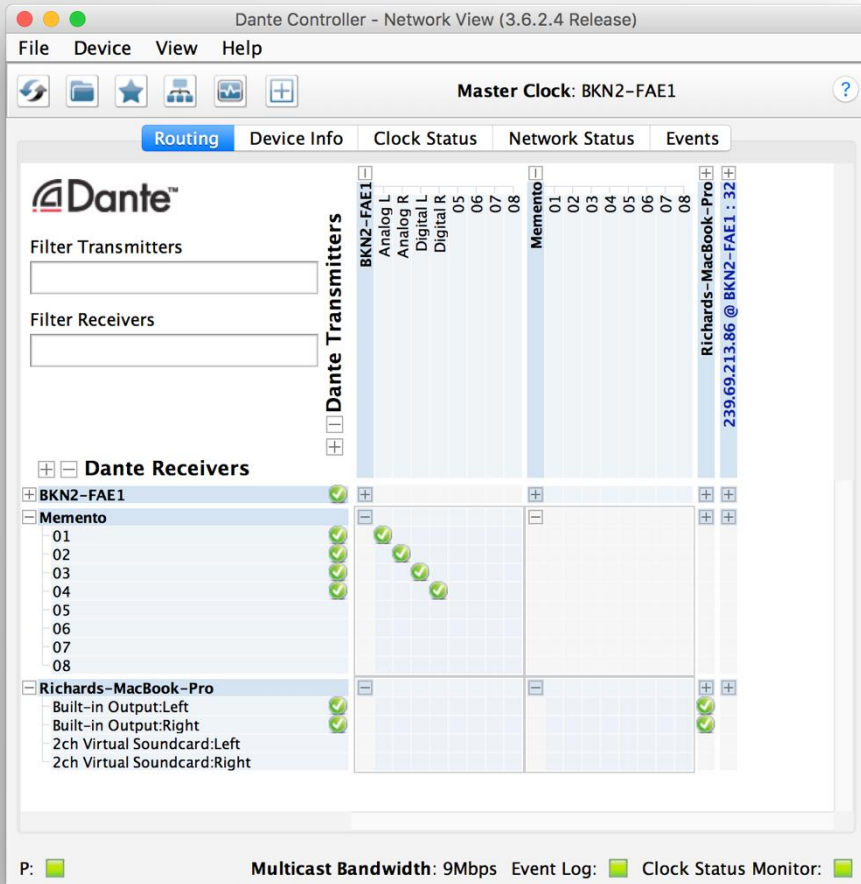 Dante Controller - Network View (3.6.2.4 Release)
File Device View Help
Master Clock: BKN2-FAE1
?
Routing Device Info Clock Status Network Status Events
Dante™
Filter Transmitters
Filter Receivers
Dante Transmitters
BKN2-FAE1
Analog L
Analog R
Digital L
Digital R
05
06
07
08
Memento
01
02
03
04
05
06
07
08
Richards-MacBook-Pro
239.69.213.86 @ BKN2-FAE1 : 32
Dante Receivers
BKN2-FAE1
Memento
01
02
03
04
05
06
07
08
Richards-MacBook-Pro
Built-in Output:Left
Built-in Output:Right
2ch Virtual Soundcard:Left
2ch Virtual Soundcard:Right
P: Multicast Bandwidth: 9Mbps Event Log: Clock Status Monitor: